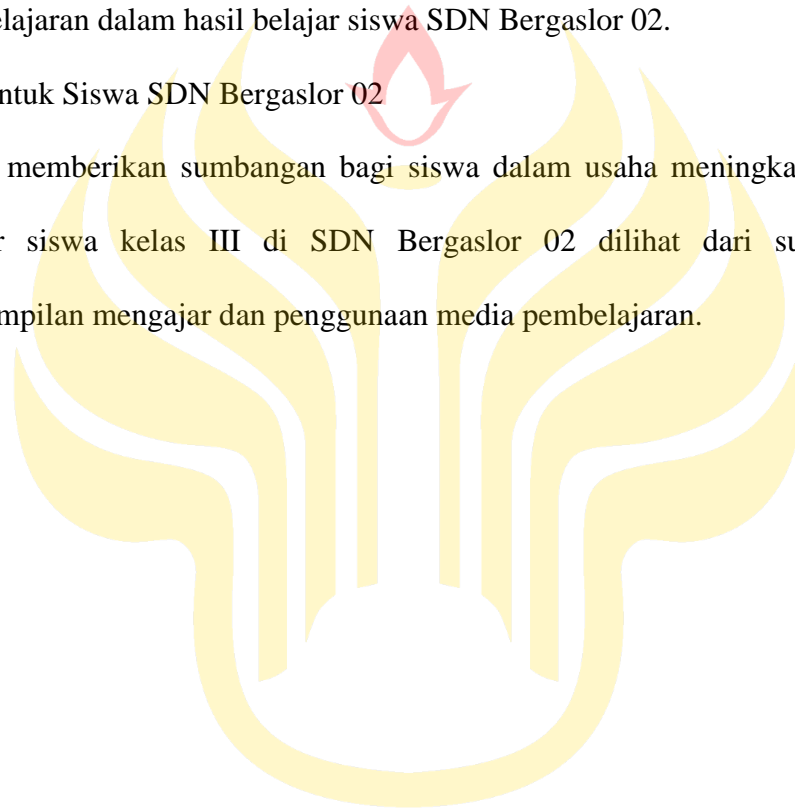 elajaran dalam hasil belajar siswa SDN Bergaslor 02.
ntuk Siswa SDN Bergaslor 02
memberikan sumbangan bagi siswa dalam usaha meningka
r siswa kelas III di SDN Bergaslor 02 dilihat dari su
mpilan mengajar dan penggunaan media pembelajaran.